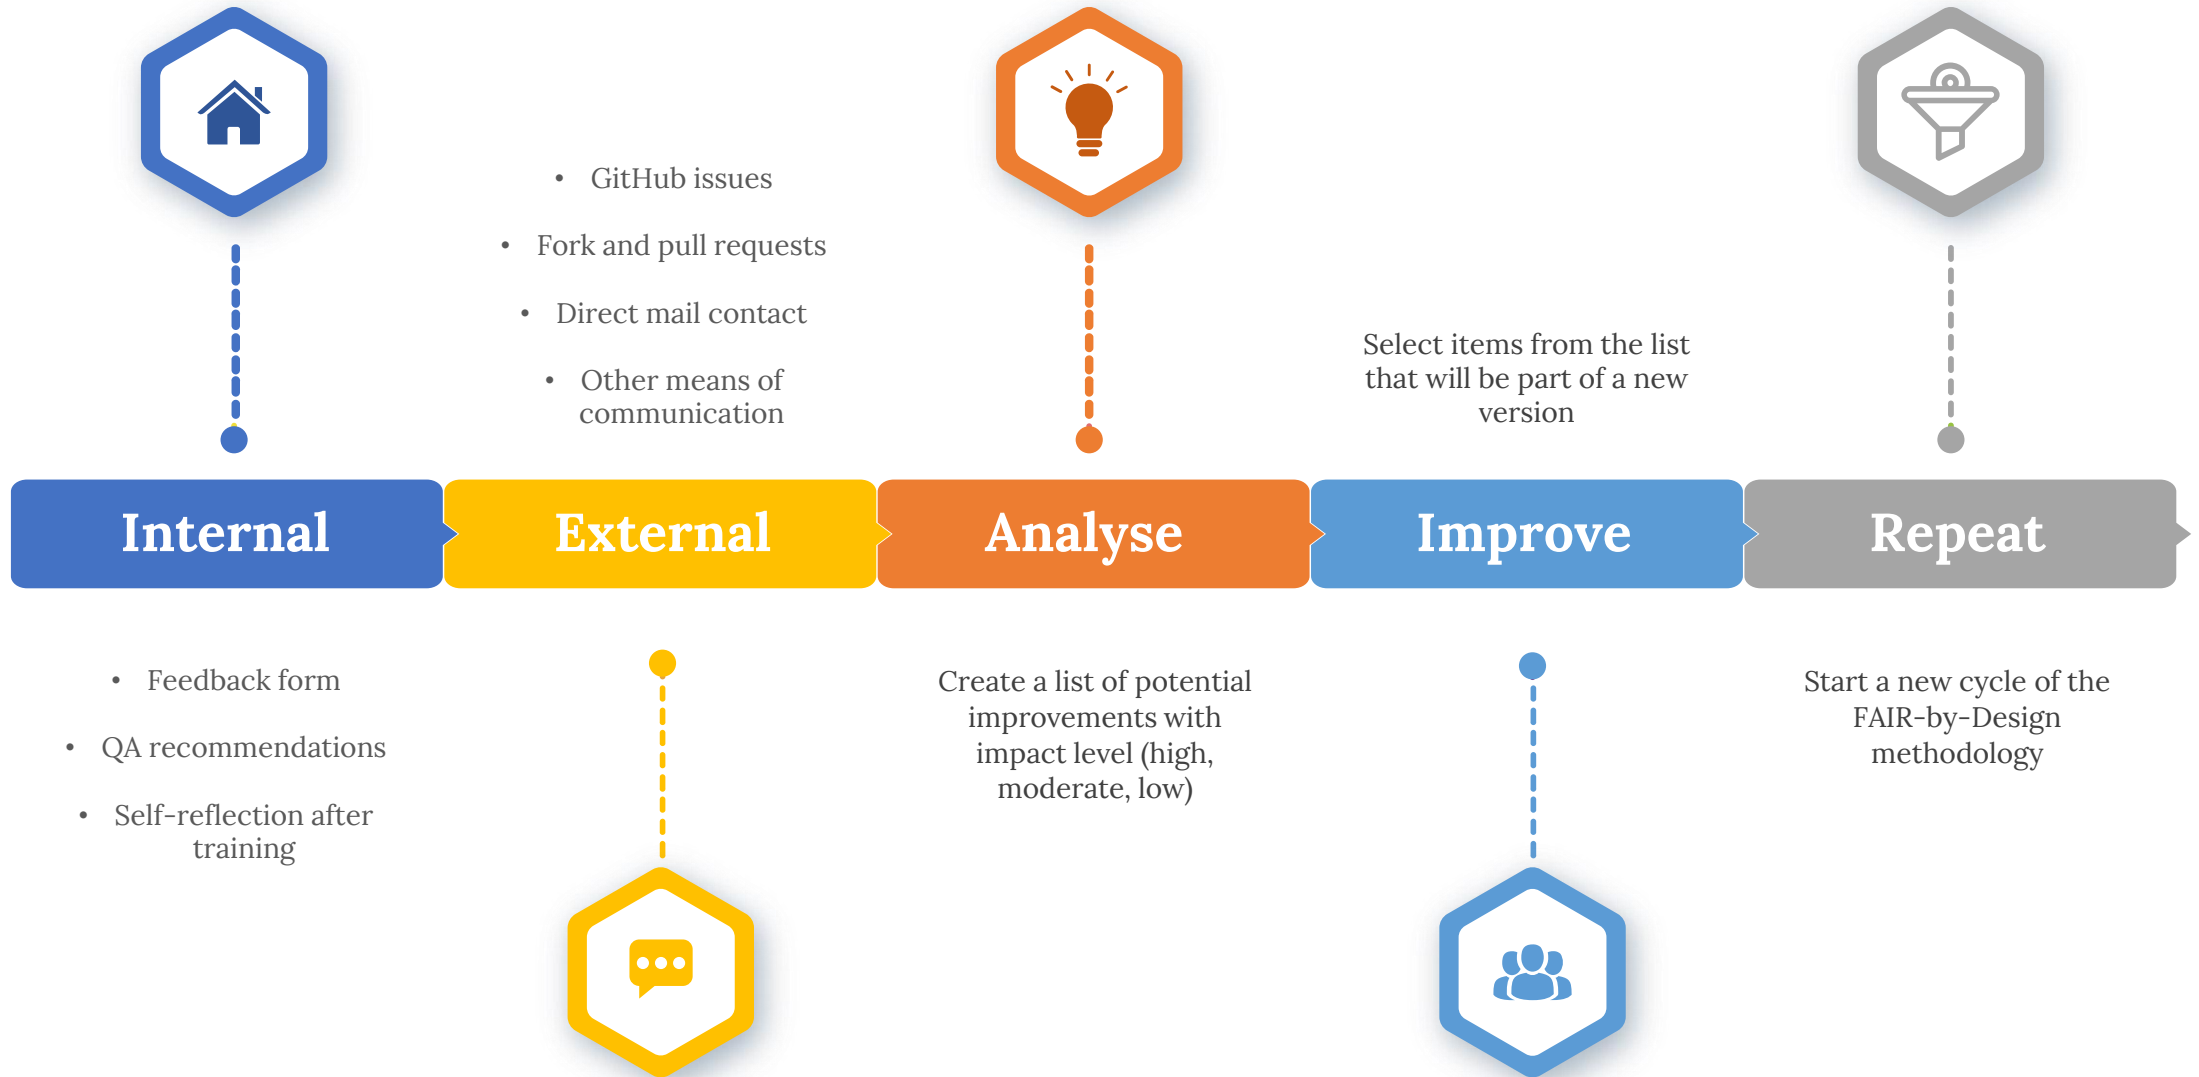 • GitHub issues
• Fork and pull requests
• Direct mail contact
• Other means of
communication
Select items from the list
that will be part of a new
version
Internal
External
Analyse
Improve
Repeat
• Feedback form
• QA recommendations
• Self-reflection after
training
Create a list of potential
improvements with
impact level (high,
moderate, low)
Start a new cycle of the
FAIR-by-Design
methodology